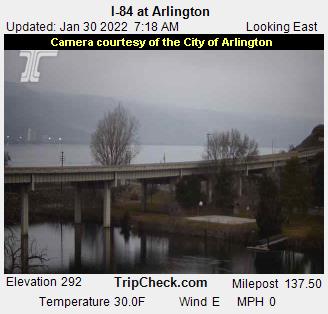 I-84 at Arlington
Updated: Jan 30 2022 7:18 AM Looking East
Camera courtesy of the City of Arlington
Elevation 292 TripCheck.com Milepost 137.50
Temperature 30.0F Wind E MPH 0